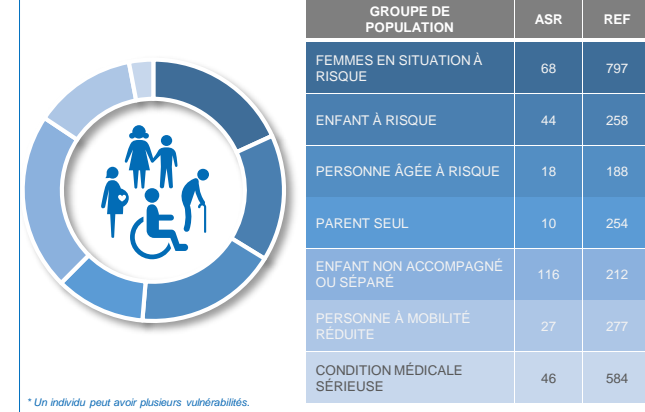 GROUPE DE
POPULATION
ASR
REF
FEMMES EN SITUATION À
RISQUE
68
797
ENFANT À RISQUE
44
258
PERSONNE ÂGÉE À RISQUE
18
188
PARENT SEUL
10
254
ENFANT NON ACCOMPAGNÉ
OU SÉPARÉ
116
212
PERSONNE À MOBILITÉ
RÉDUITE
27
277
CONDITION MÉDICALE
SÉRIEUSE
46
584
* Un individu peut avoir plusieurs vulnérabilités.